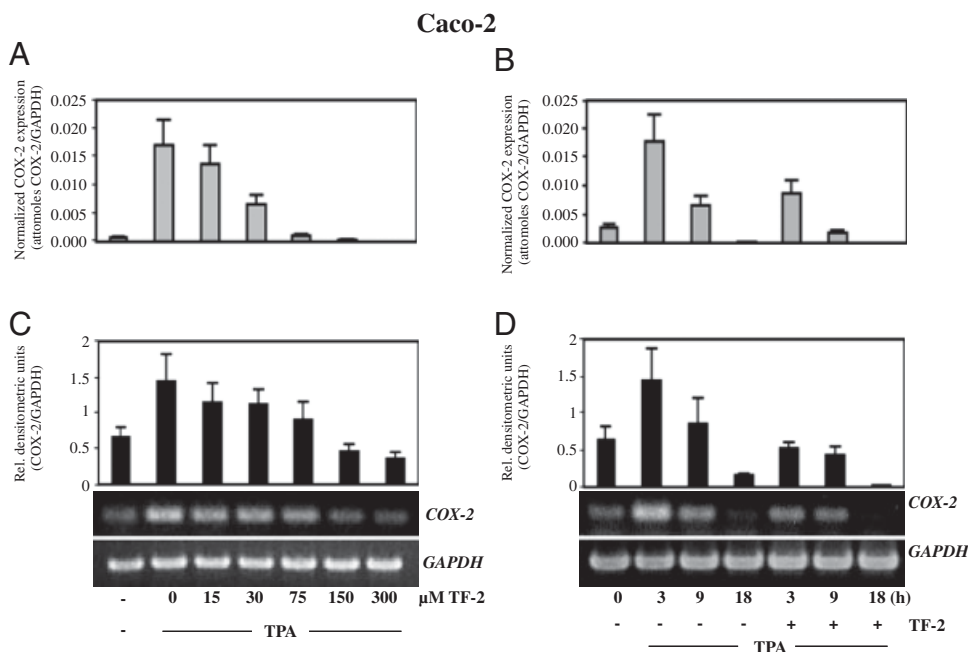 Caco-2
A
Normalized COX-2 expression
(attomoles COX-2/GAPDH)
0.025
0.020
0.015
0.010
0.005
0.000
B
Normalized COX-2 expression
(attomoles COX-2/GAPDH)
0.025
0.020
0.015
0.010
0.005
0.000
C
Rel. densitometric units
(COX-2/GAPDH)
2
1.5
1
0.5
0
COX-2
GAPDH
- 0 15 30 75 150 300 µM TF-2
- TPA
D
Rel. densitometric units
(COX-2/GAPDH)
2
1.5
1
0.5
0
COX-2
GAPDH
0 3 9 18 3 9 18 (h)
- - - - + + + TF-2
TPA